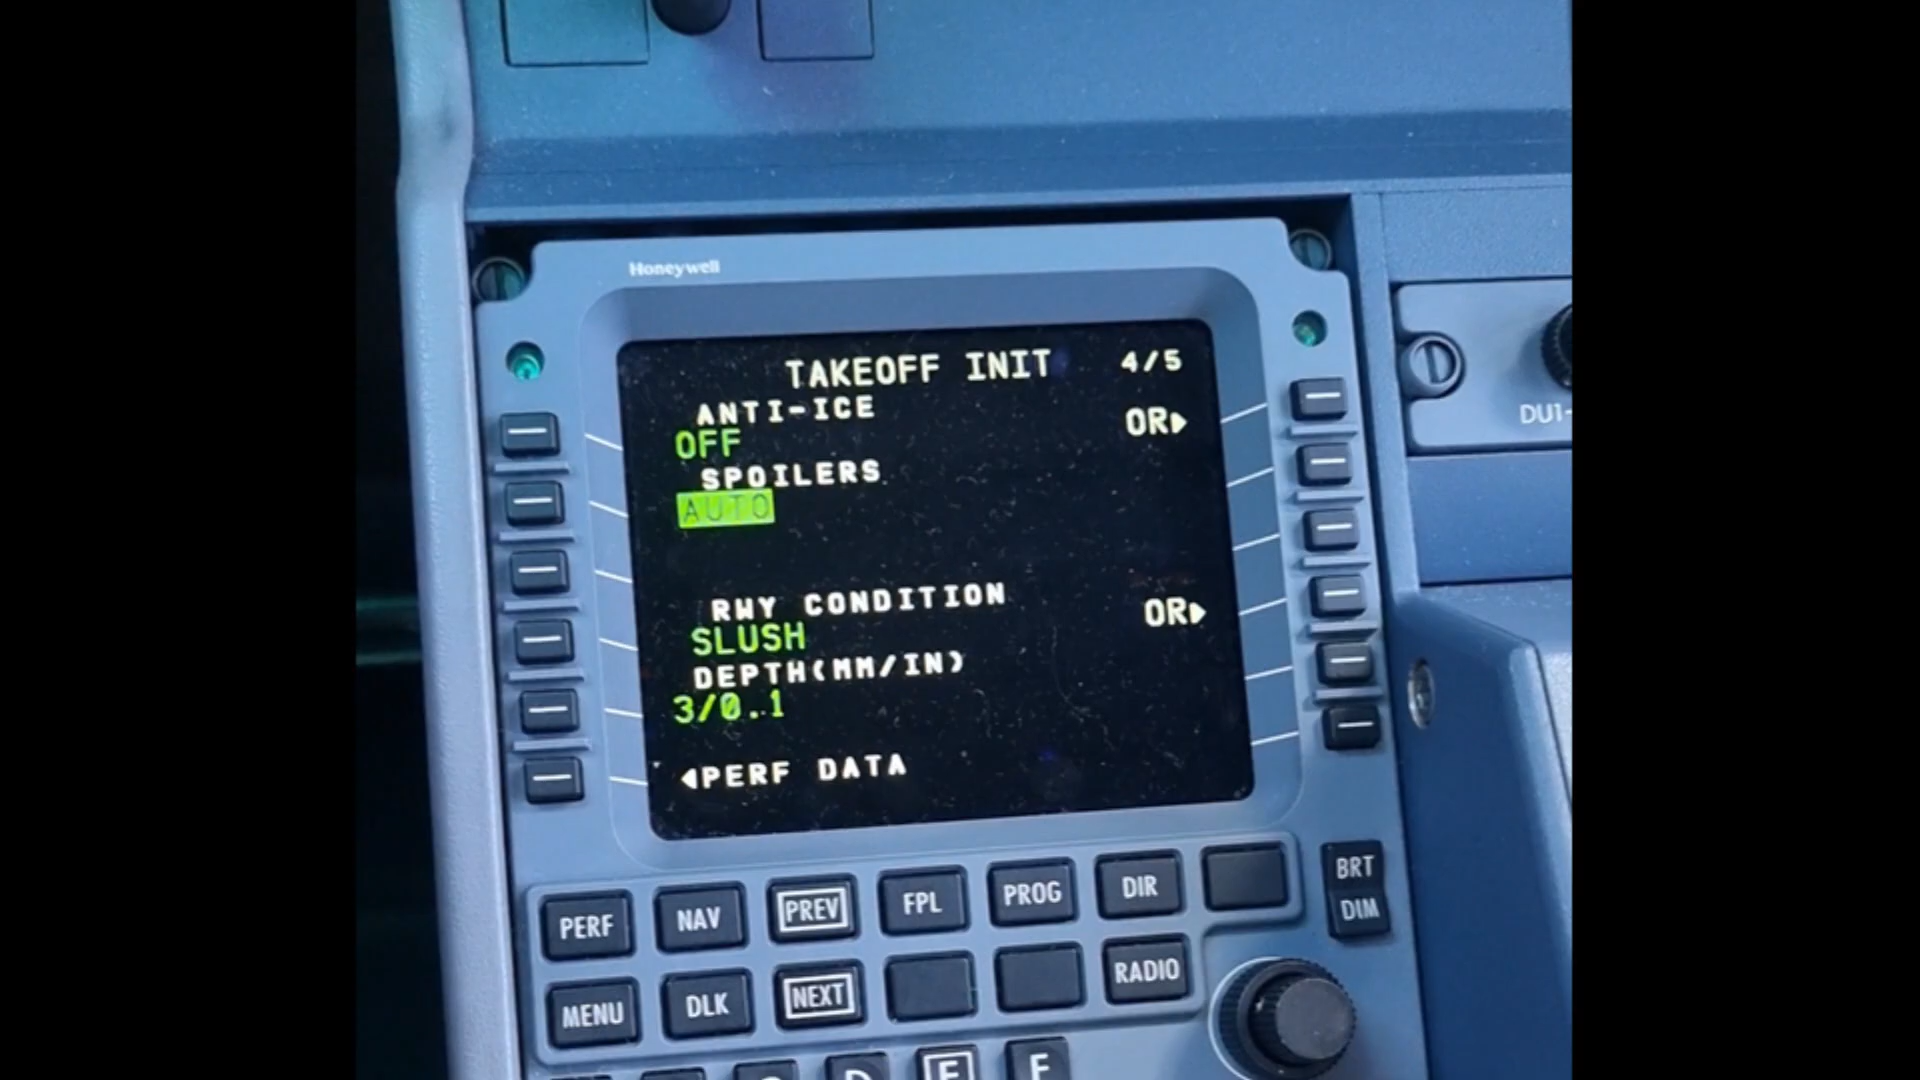 Honeywell
TAKEOFF INIT 4/5
ANTI-ICE
OFF OR
SPOILERS
AUTO
RWY CONDITION
SLUSH OR
DEPTH(MM/IN)
3/0.1
PERF DATA
DU1-
BRT
DIM
PERF NAV PREV FPL PROG DIR
MENU DLK NEXT RADIO
D E F